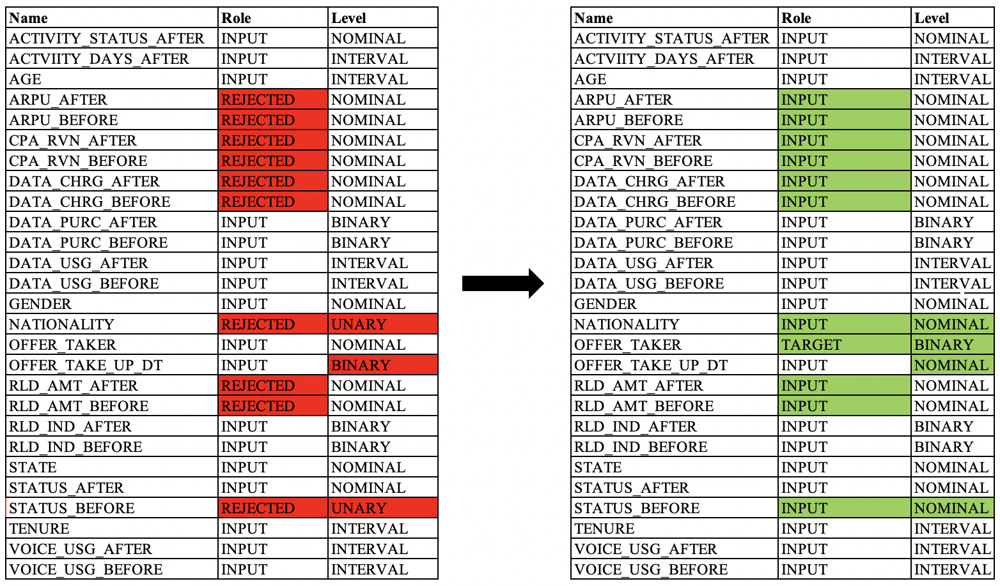 Name Role Level
ACTIVITY_STATUS_AFTER INPUT NOMINAL
ACTVIITY_DAYS_AFTER INPUT INTERVAL
AGE INPUT INTERVAL
ARPU_AFTER REJECTED NOMINAL
ARPU_BEFORE REJECTED NOMINAL
CPA_RVN_AFTER REJECTED NOMINAL
CPA_RVN_BEFORE REJECTED NOMINAL
DATA_CHRG_AFTER REJECTED NOMINAL
DATA_CHRG_BEFORE REJECTED NOMINAL
DATA_PURC_AFTER INPUT BINARY
DATA_PURC_BEFORE INPUT BINARY
DATA_USG_AFTER INPUT INTERVAL
DATA_USG_BEFORE INPUT INTERVAL
GENDER INPUT NOMINAL
NATIONALITY REJECTED UNARY
OFFER_TAKER INPUT NOMINAL
OFFER_TAKE_UP_DT INPUT BINARY
RLD_AMT_AFTER REJECTED NOMINAL
RLD_AMT_BEFORE REJECTED NOMINAL
RLD_IND_AFTER INPUT BINARY
RLD_IND_BEFORE INPUT BINARY
STATE INPUT NOMINAL
STATUS_AFTER INPUT NOMINAL
STATUS_BEFORE REJECTED UNARY
TENURE INPUT INTERVAL
VOICE_USG_AFTER INPUT INTERVAL
VOICE_USG_BEFORE INPUT INTERVAL
Name Role Level
ACTIVITY_STATUS_AFTER INPUT NOMINAL
ACTVIITY_DAYS_AFTER INPUT INTERVAL
AGE INPUT INTERVAL
ARPU_AFTER INPUT NOMINAL
ARPU_BEFORE INPUT NOMINAL
CPA_RVN_AFTER INPUT NOMINAL
CPA_RVN_BEFORE INPUT NOMINAL
DATA_CHRG_AFTER INPUT NOMINAL
DATA_CHRG_BEFORE INPUT NOMINAL
DATA_PURC_AFTER INPUT BINARY
DATA_PURC_BEFORE INPUT BINARY
DATA_USG_AFTER INPUT INTERVAL
DATA_USG_BEFORE INPUT INTERVAL
GENDER INPUT NOMINAL
NATIONALITY INPUT NOMINAL
OFFER_TAKER TARGET BINARY
OFFER_TAKE_UP_DT INPUT NOMINAL
RLD_AMT_AFTER INPUT NOMINAL
RLD_AMT_BEFORE INPUT NOMINAL
RLD_IND_AFTER INPUT BINARY
RLD_IND_BEFORE INPUT BINARY
STATE INPUT NOMINAL
STATUS_AFTER INPUT NOMINAL
STATUS_BEFORE INPUT NOMINAL
TENURE INPUT INTERVAL
VOICE_USG_AFTER INPUT INTERVAL
VOICE_USG_BEFORE INPUT INTERVAL